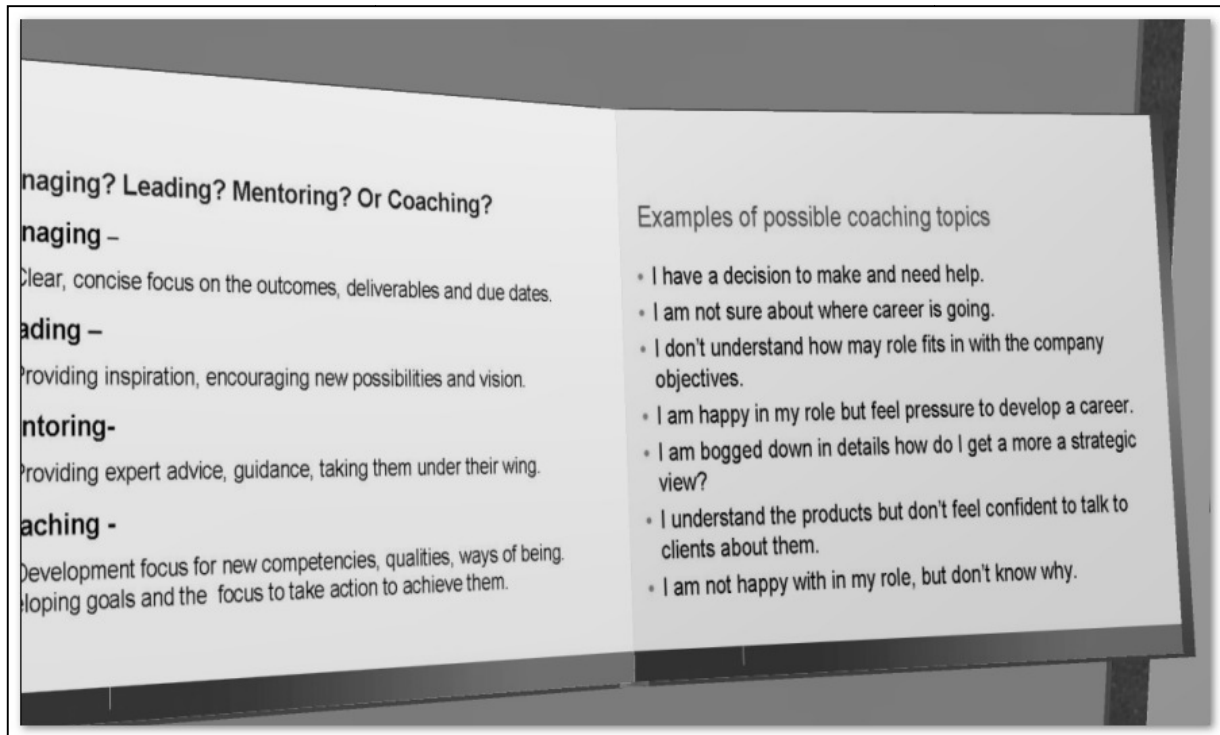 naging? Leading? Mentoring? Or Coaching?
naging –
Clear, concise focus on the outcomes, deliverables and due dates.
ading –
Providing inspiration, encouraging new possibilities and vision.
ntoring-
Providing expert advice, guidance, taking them under their wing.
aching -
Development focus for new competencies, qualities, ways of being.
eloping goals and the focus to take action to achieve them.
Examples of possible coaching topics
• I have a decision to make and need help.
• I am not sure about where career is going.
• I don't understand how may role fits in with the company
objectives.
• I am happy in my role but feel pressure to develop a career.
• I am bogged down in details how do I get a more a strategic
view?
• I understand the products but don't feel confident to talk to
clients about them.
• I am not happy with in my role, but don't know why.